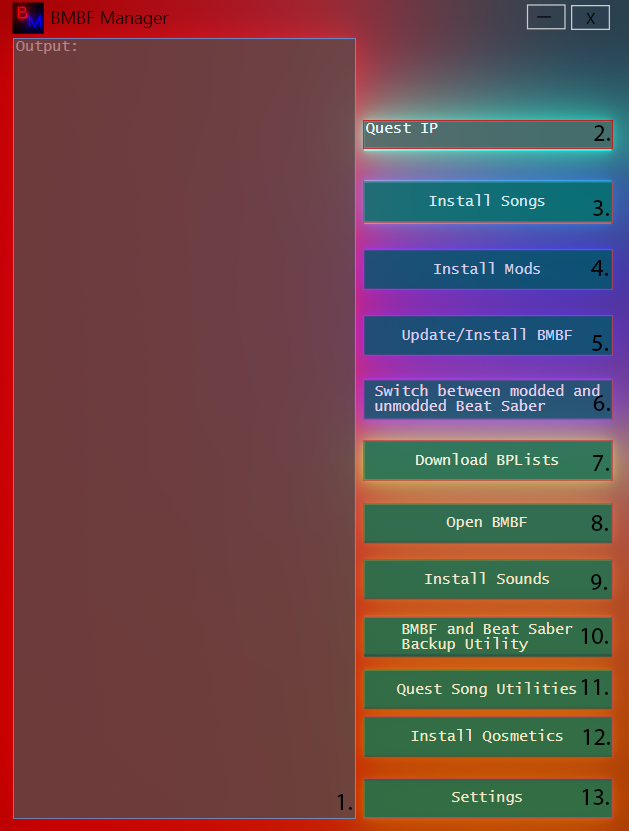 BM BMBF Manager — X
Output:
Quest IP 2.
Install Songs 3.
Install Mods 4.
Update/Install BMBF 5.
Switch between modded and
unmodded Beat Saber 6.
Download BPLists 7.
Open BMBF 8.
Install Sounds 9.
BMBF and Beat Saber
Backup Utility 10.
Quest Song Utilities 11.
Install Qosmetics 12.
Settings 13.
1.